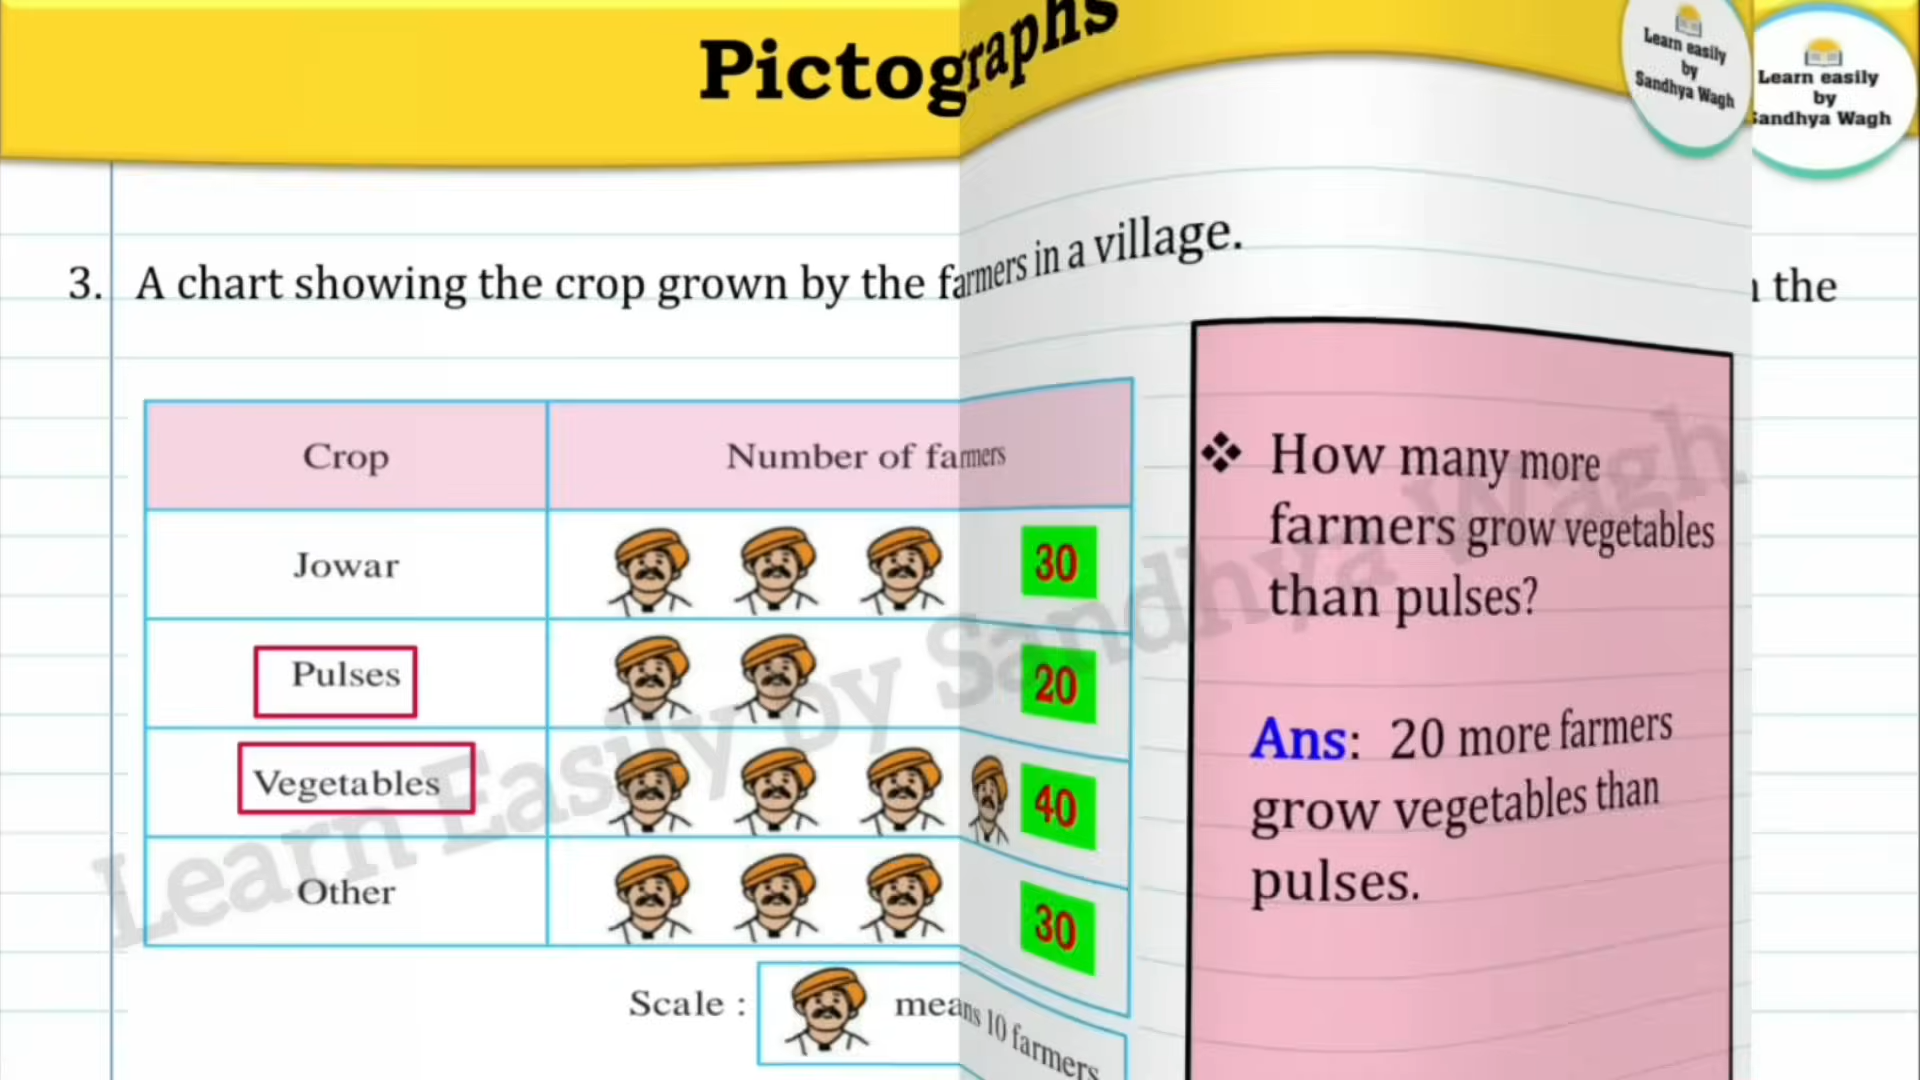 Pictographs
Learn easily
by
Sandhya Wagh
Learn easily
by
Sandhya Wagh
3. A chart showing the crop grown by the farmers in a village.
the
Crop Number of farmers
Jowar 30
Pulses 20
Vegetables 40
Other 30
Scale : means 10 farmers
❖ How many more
farmers grow vegetables
than pulses?
Ans: 20 more farmers
grow vegetables than
pulses.
Learn Easily by Sandhya Wagh